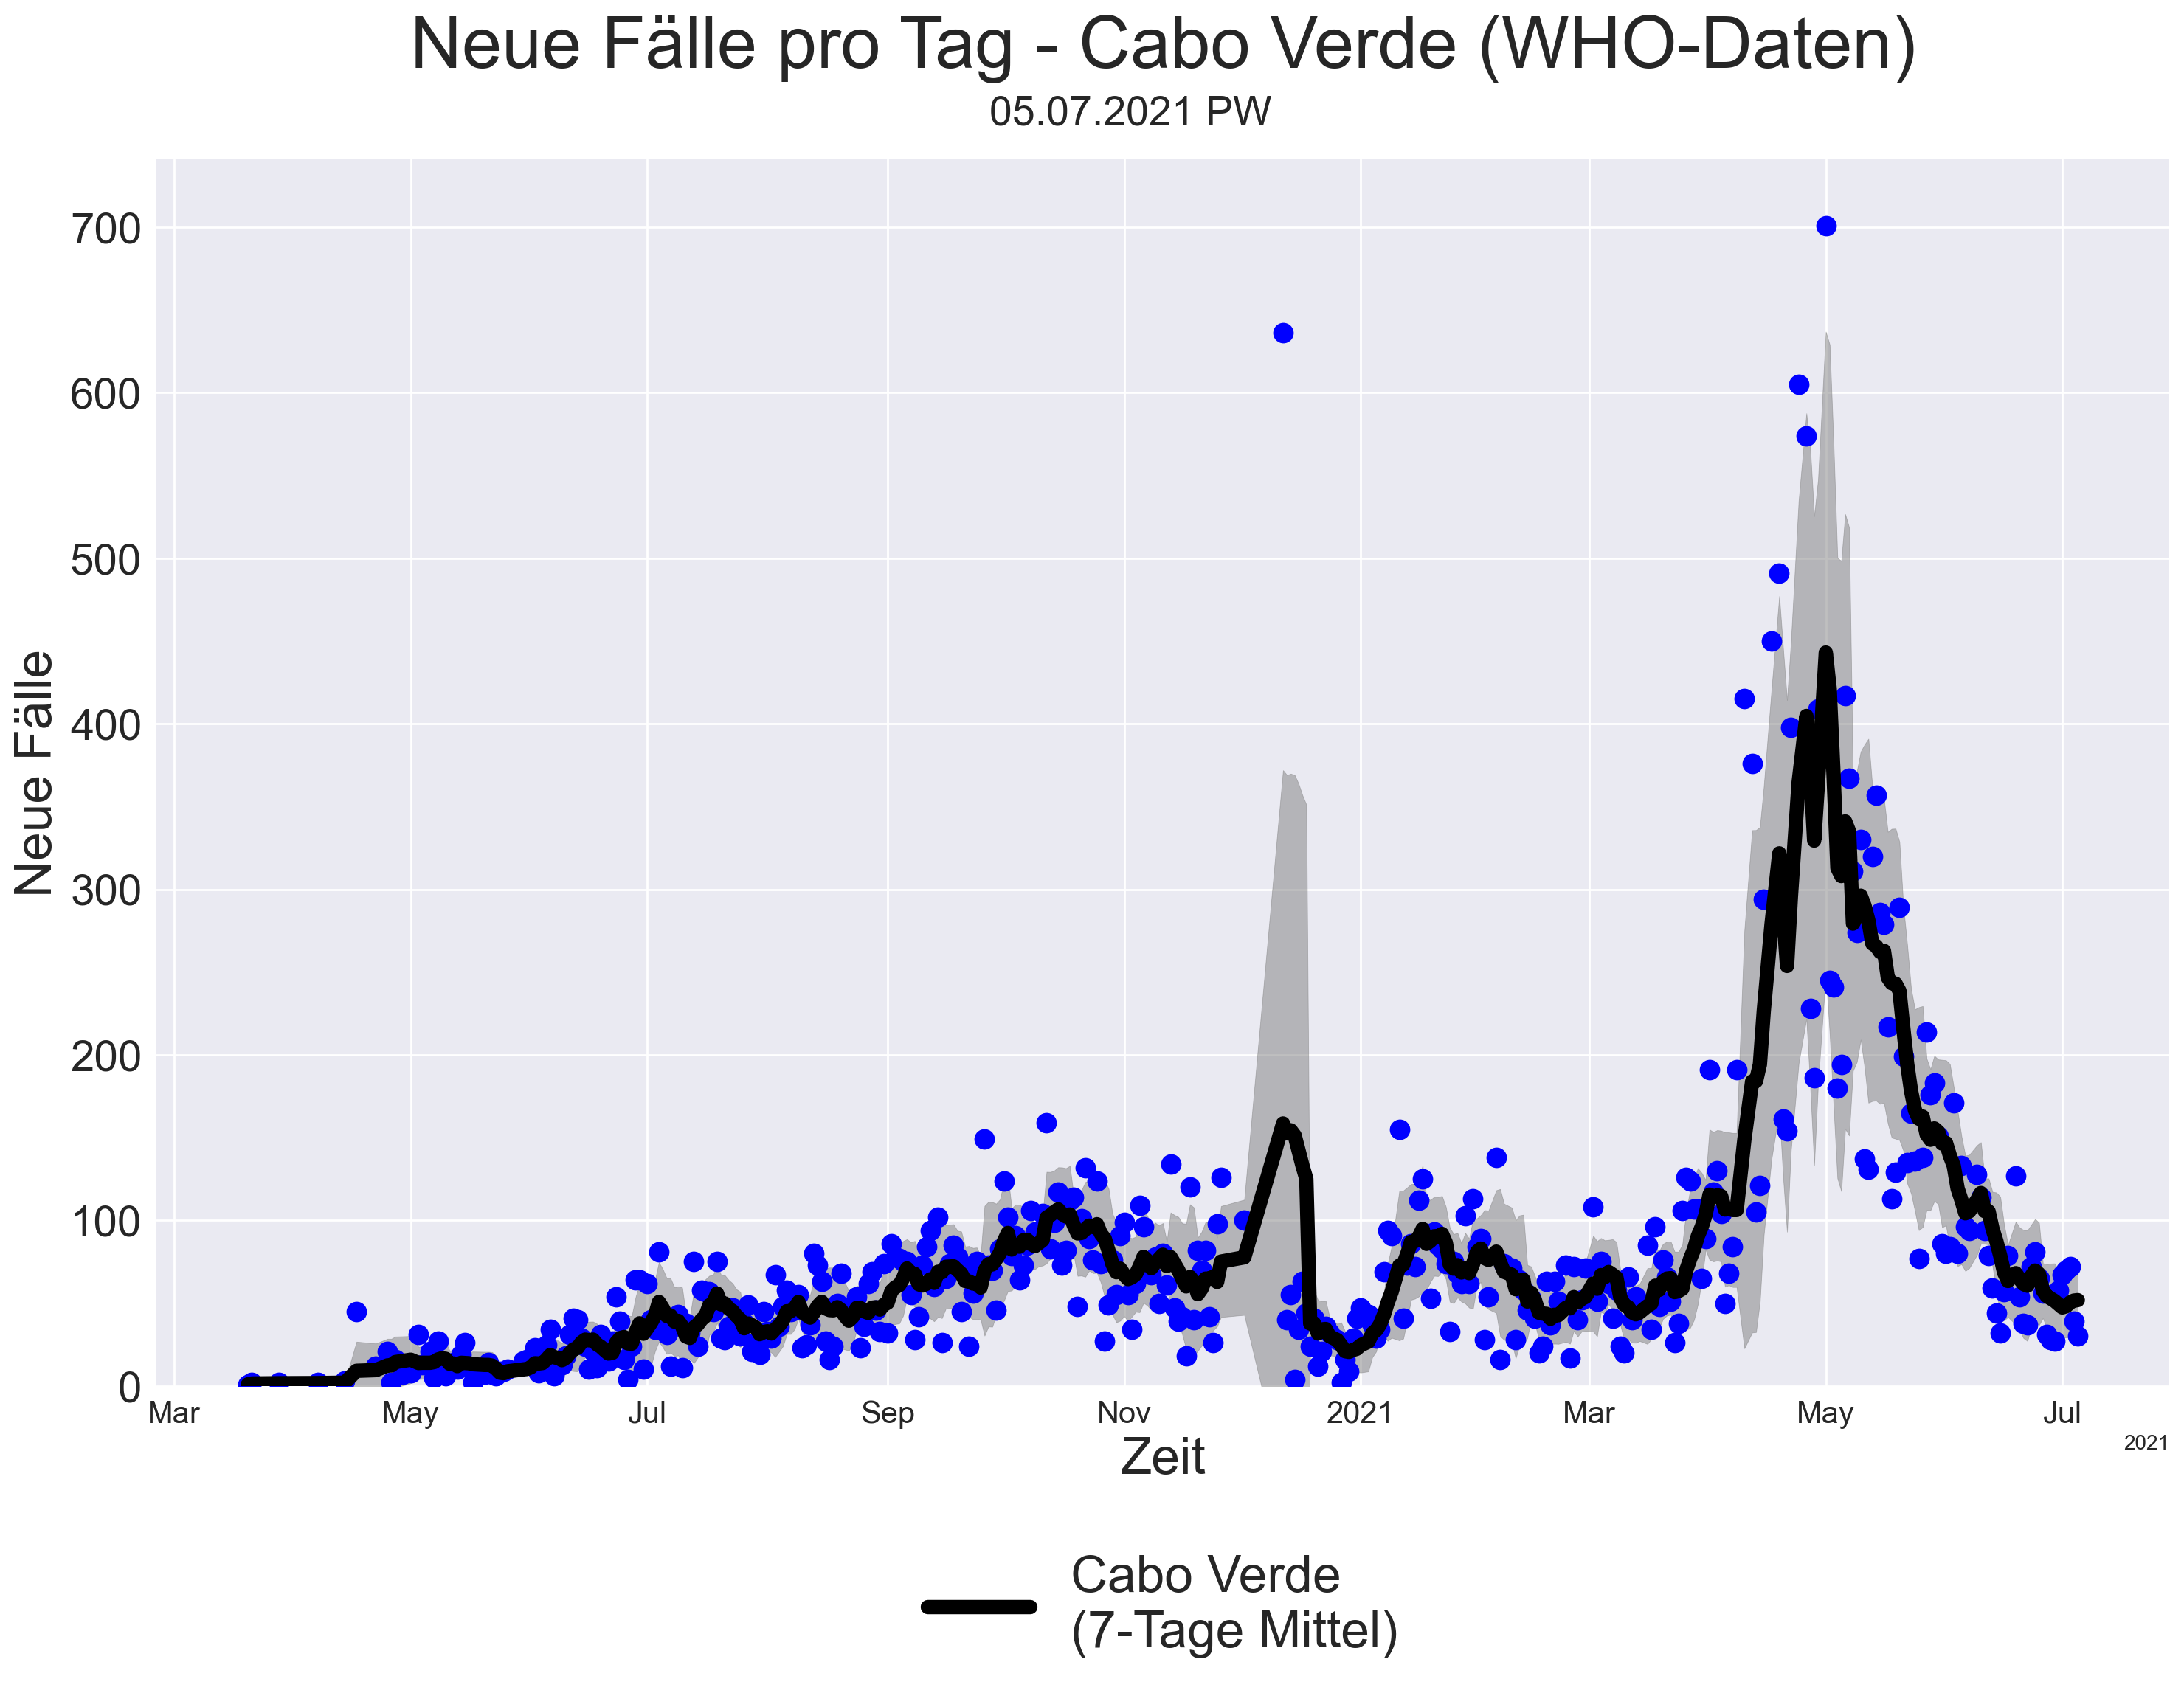 Neue Fälle pro Tag - Cabo Verde (WHO-Daten)
05.07.2021 PW
700
600
500
400
300
200
100
0
Neue Fälle
Mar May Jul Sep Nov 2021 Mar May Jul
2021
Zeit
Cabo Verde
(7-Tage Mittel)